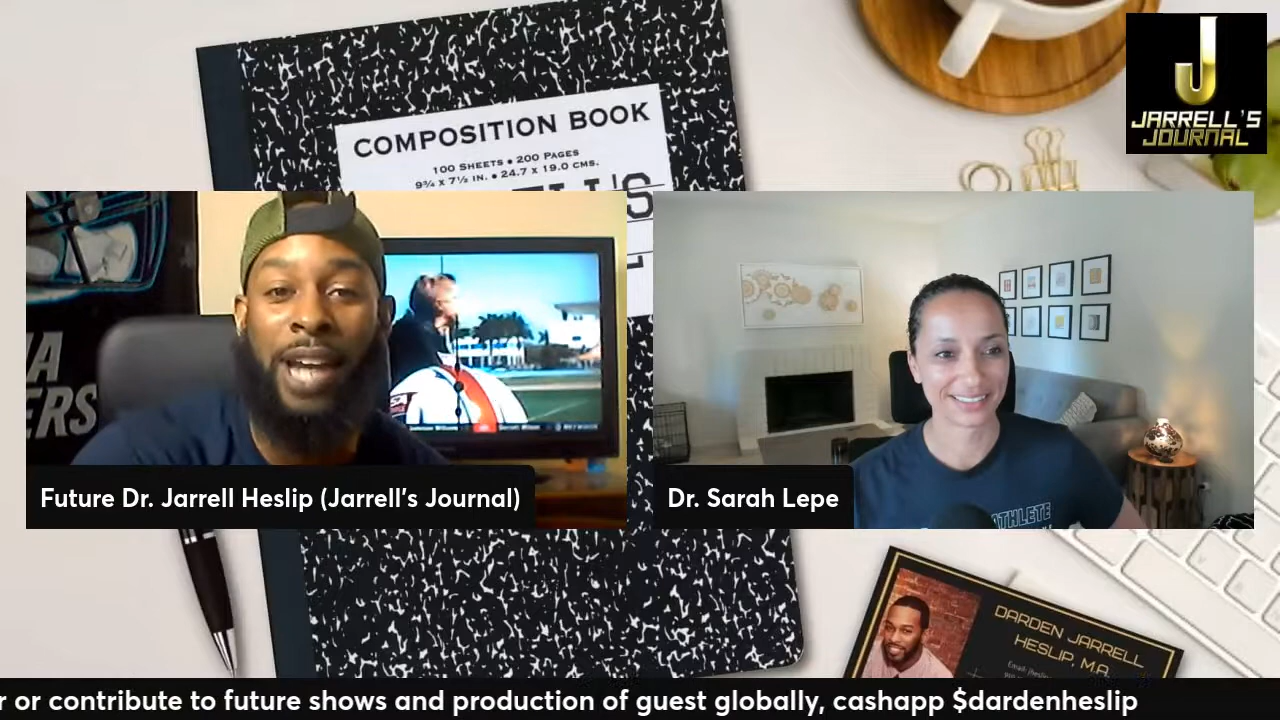 COMPOSITION BOOK
100 SHEETS • 200 PAGES
9¾ X 7½ IN. • 24.7 X 19.0 CMS.
J
JARRELL'S
JOURNAL
Future Dr. Jarrell Heslip (Jarrell's Journal)
Dr. Sarah Lepe
ATHLETE
DARDEN JARRELL
HESLIP, M.A.
or contribute to future shows and production of guest globally, cashapp $dardenheslip